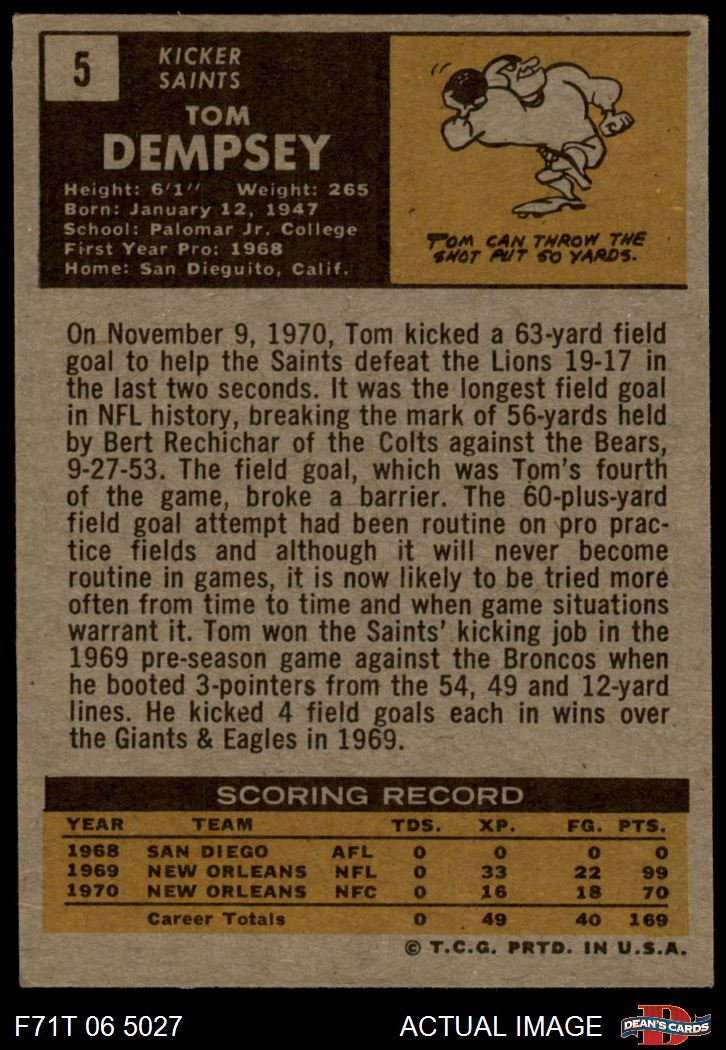 5
KICKER
SAINTS
TOM
DEMPSEY
Height: 6'1" Weight: 265
Born: January 12, 1947
School: Palomar Jr. College
First Year Pro: 1968
Home: San Dieguito, Calif.
TOM CAN THROW THE
SHOT PUT 50 YARDS.
On November 9, 1970, Tom kicked a 63-yard field
goal to help the Saints defeat the Lions 19-17 in
the last two seconds. It was the longest field goal
in NFL history, breaking the mark of 56-yards held
by Bert Rechichar of the Colts against the Bears,
9-27-53. The field goal, which was Tom's fourth
of the game, broke a barrier. The 60-plus-yard
field goal attempt had been routine on pro prac-
tice fields and although it will never become
routine in games, it is now likely to be tried more
often from time to time and when game situations
warrant it. Tom won the Saints' kicking job in the
1969 pre-season game against the Broncos when
he booted 3-pointers from the 54, 49 and 12-yard
lines. He kicked 4 field goals each in wins over
the Giants & Eagles in 1969.
SCORING RECORD
YEAR TEAM TDS. XP. FG. PTS.
1968 SAN DIEGO AFL 0 0 0 0
1969 NEW ORLEANS NFL 0 33 22 99
1970 NEW ORLEANS NFC 0 16 18 70
Career Totals 0 49 40 169
© T.C.G. PRTD. IN U.S.A.
F71T 06 5027 ACTUAL IMAGE D DEAN'S CARDS